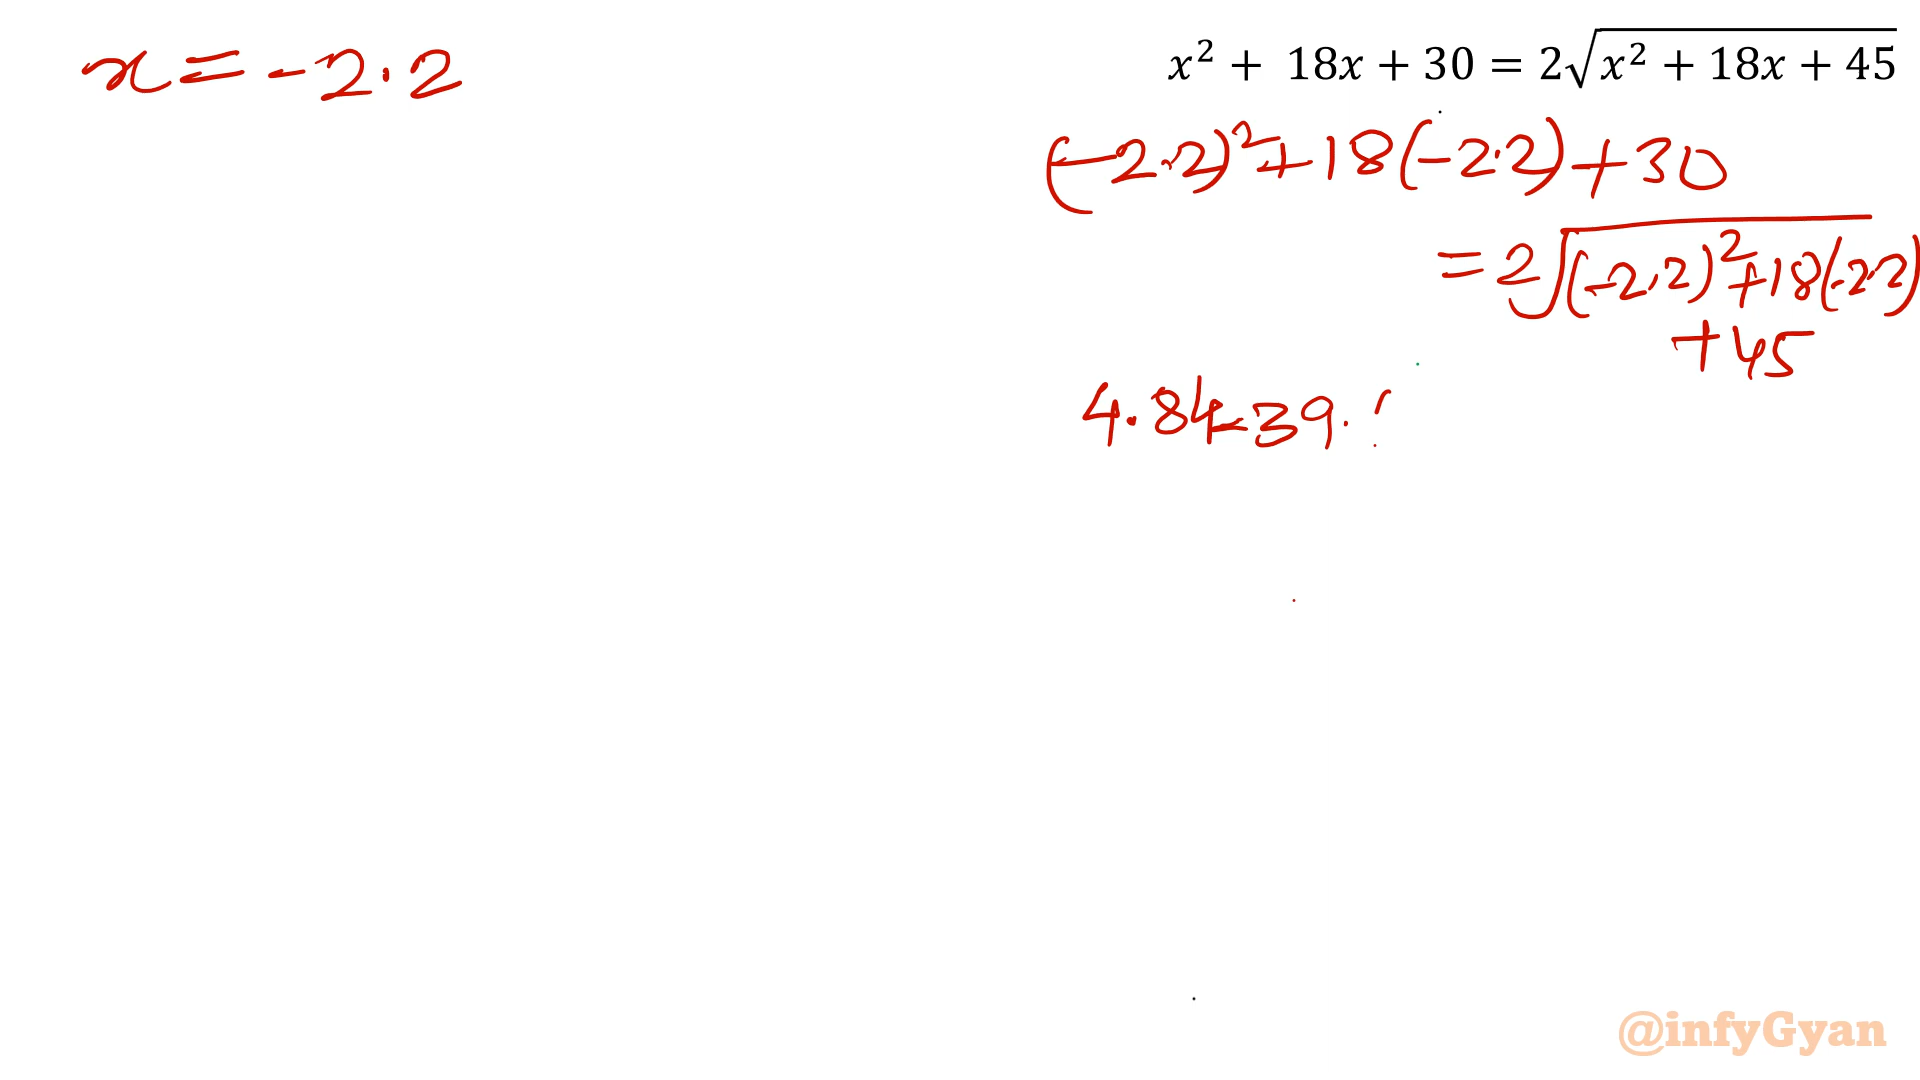 x = -2.2
x² + 18x + 30 = 2√(x² + 18x + 45)
(-2.2)² + 18(-2.2) + 30
= 2√((-2.2)² + 18(-2.2)
+ 45
4.84 - 39.
@infyGyan